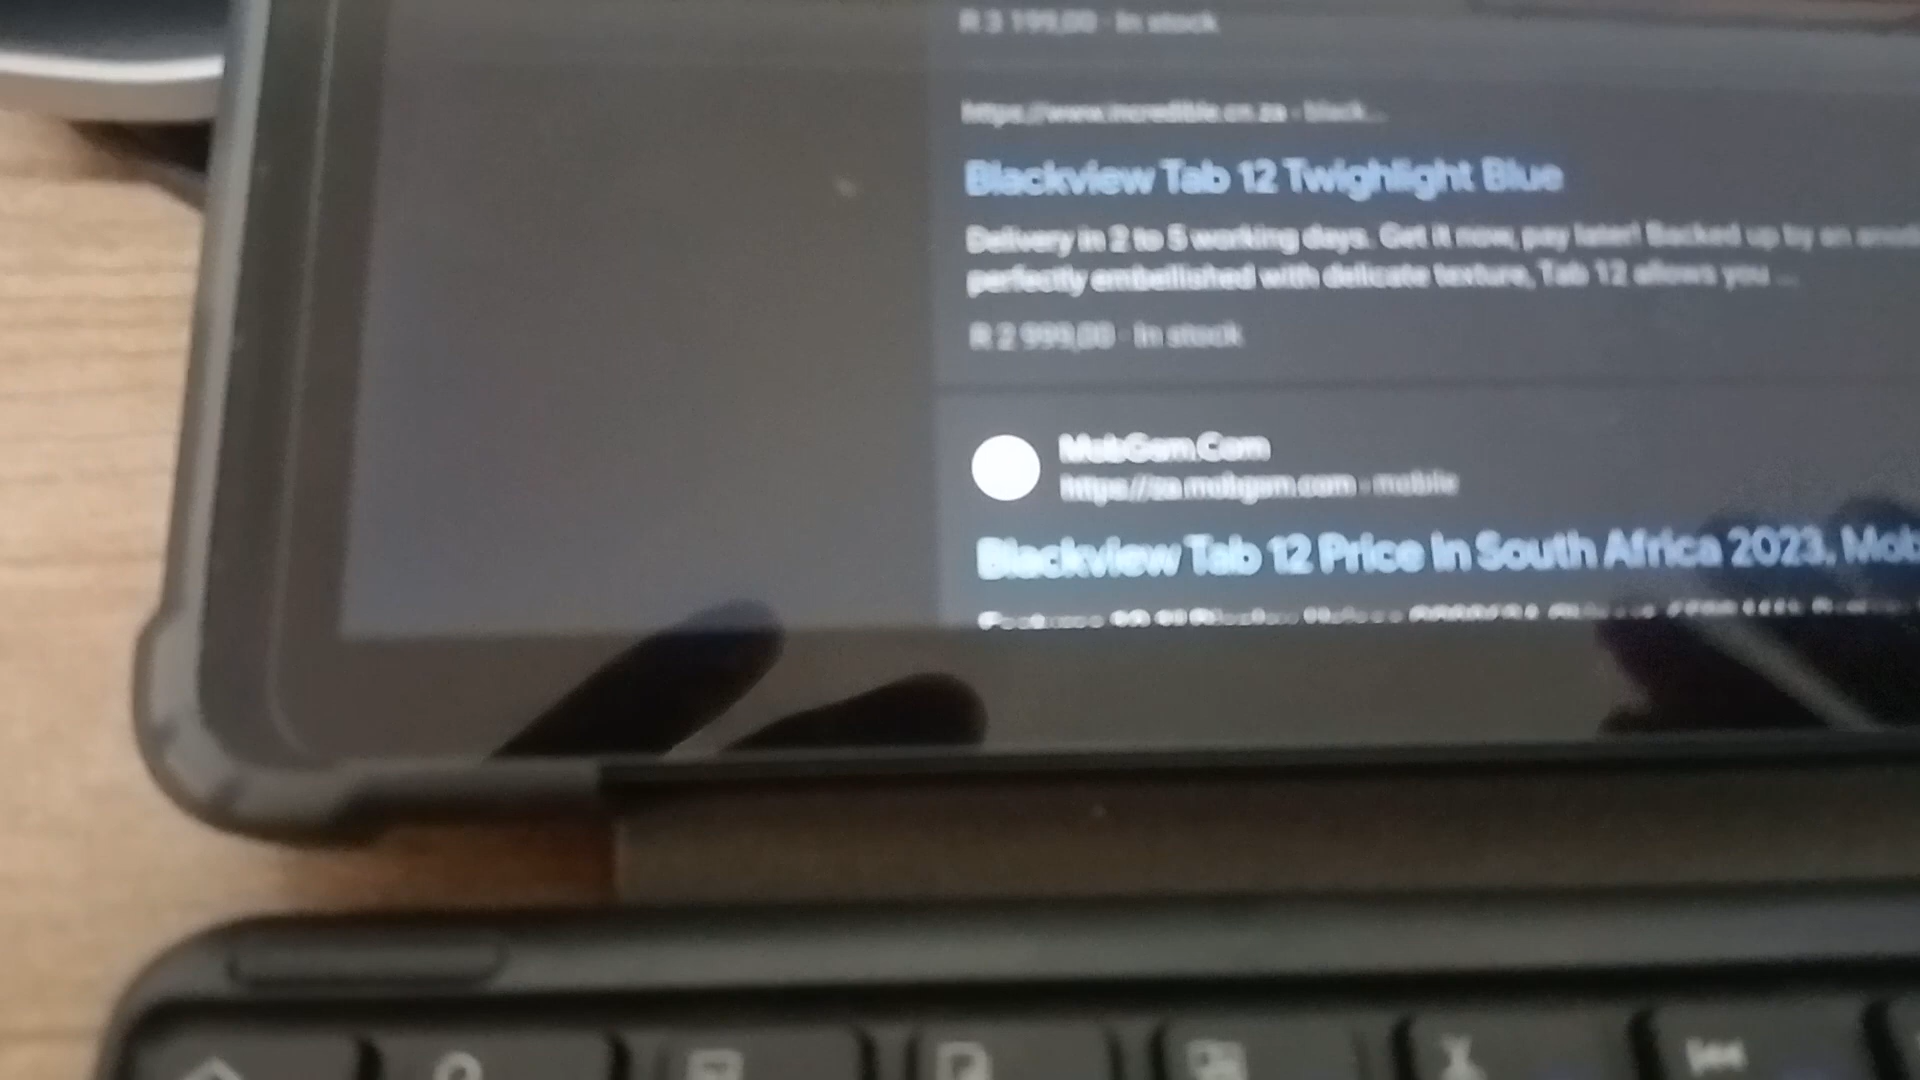 R 3 199,00 · In stock
https://www.incredible.co.za › black...
Blackview Tab 12 Twighlight Blue
Delivery in 2 to 5 working days. Get it now, pay later! Backed up by an
perfectly embellished with delicate texture, Tab 12 allows you ...
R 2 999,00 · In stock
MobGsm.Com
https://za.mobgsm.com › mobile
Blackview Tab 12 Price In South Africa 2023, Mob